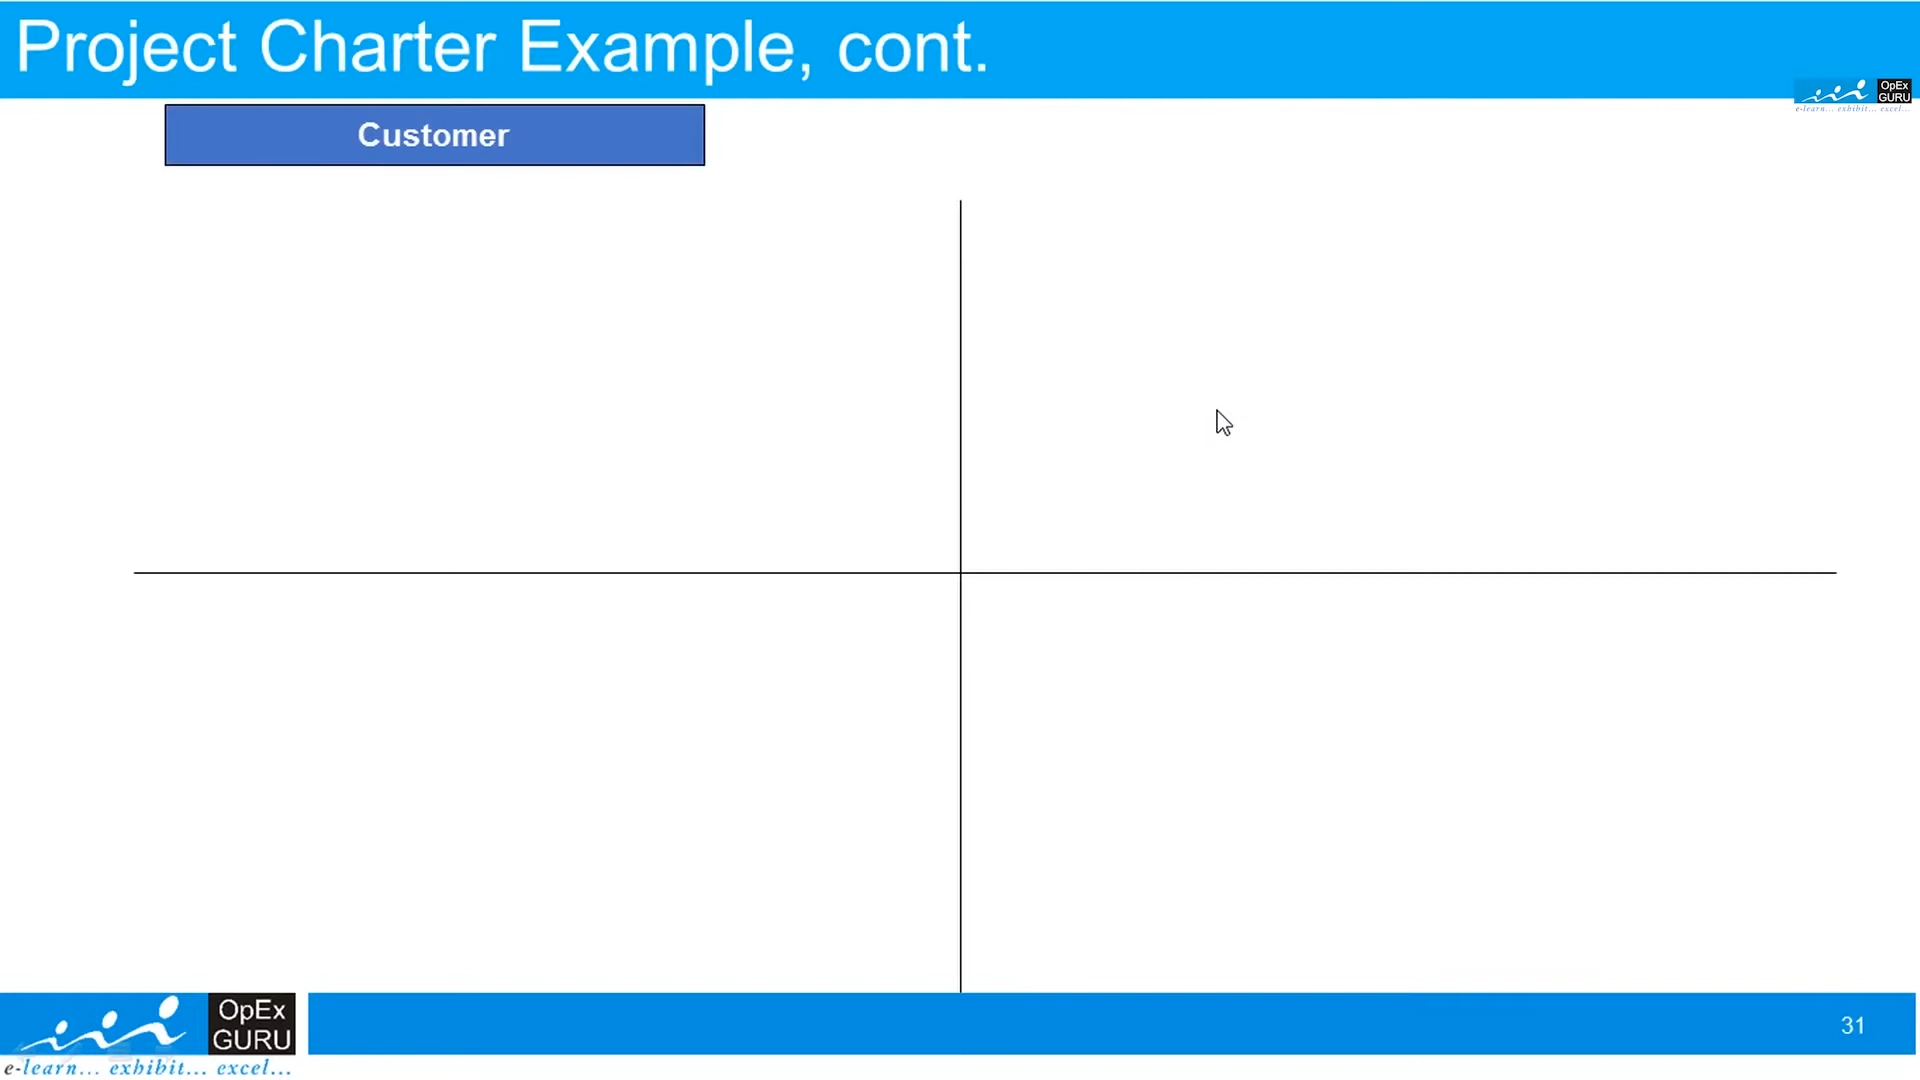 Project Charter Example, cont.
OpEx
GURU
e-learn... exhibit... excel...
Customer
OpEx
GURU
e-learn... exhibit... excel...
31